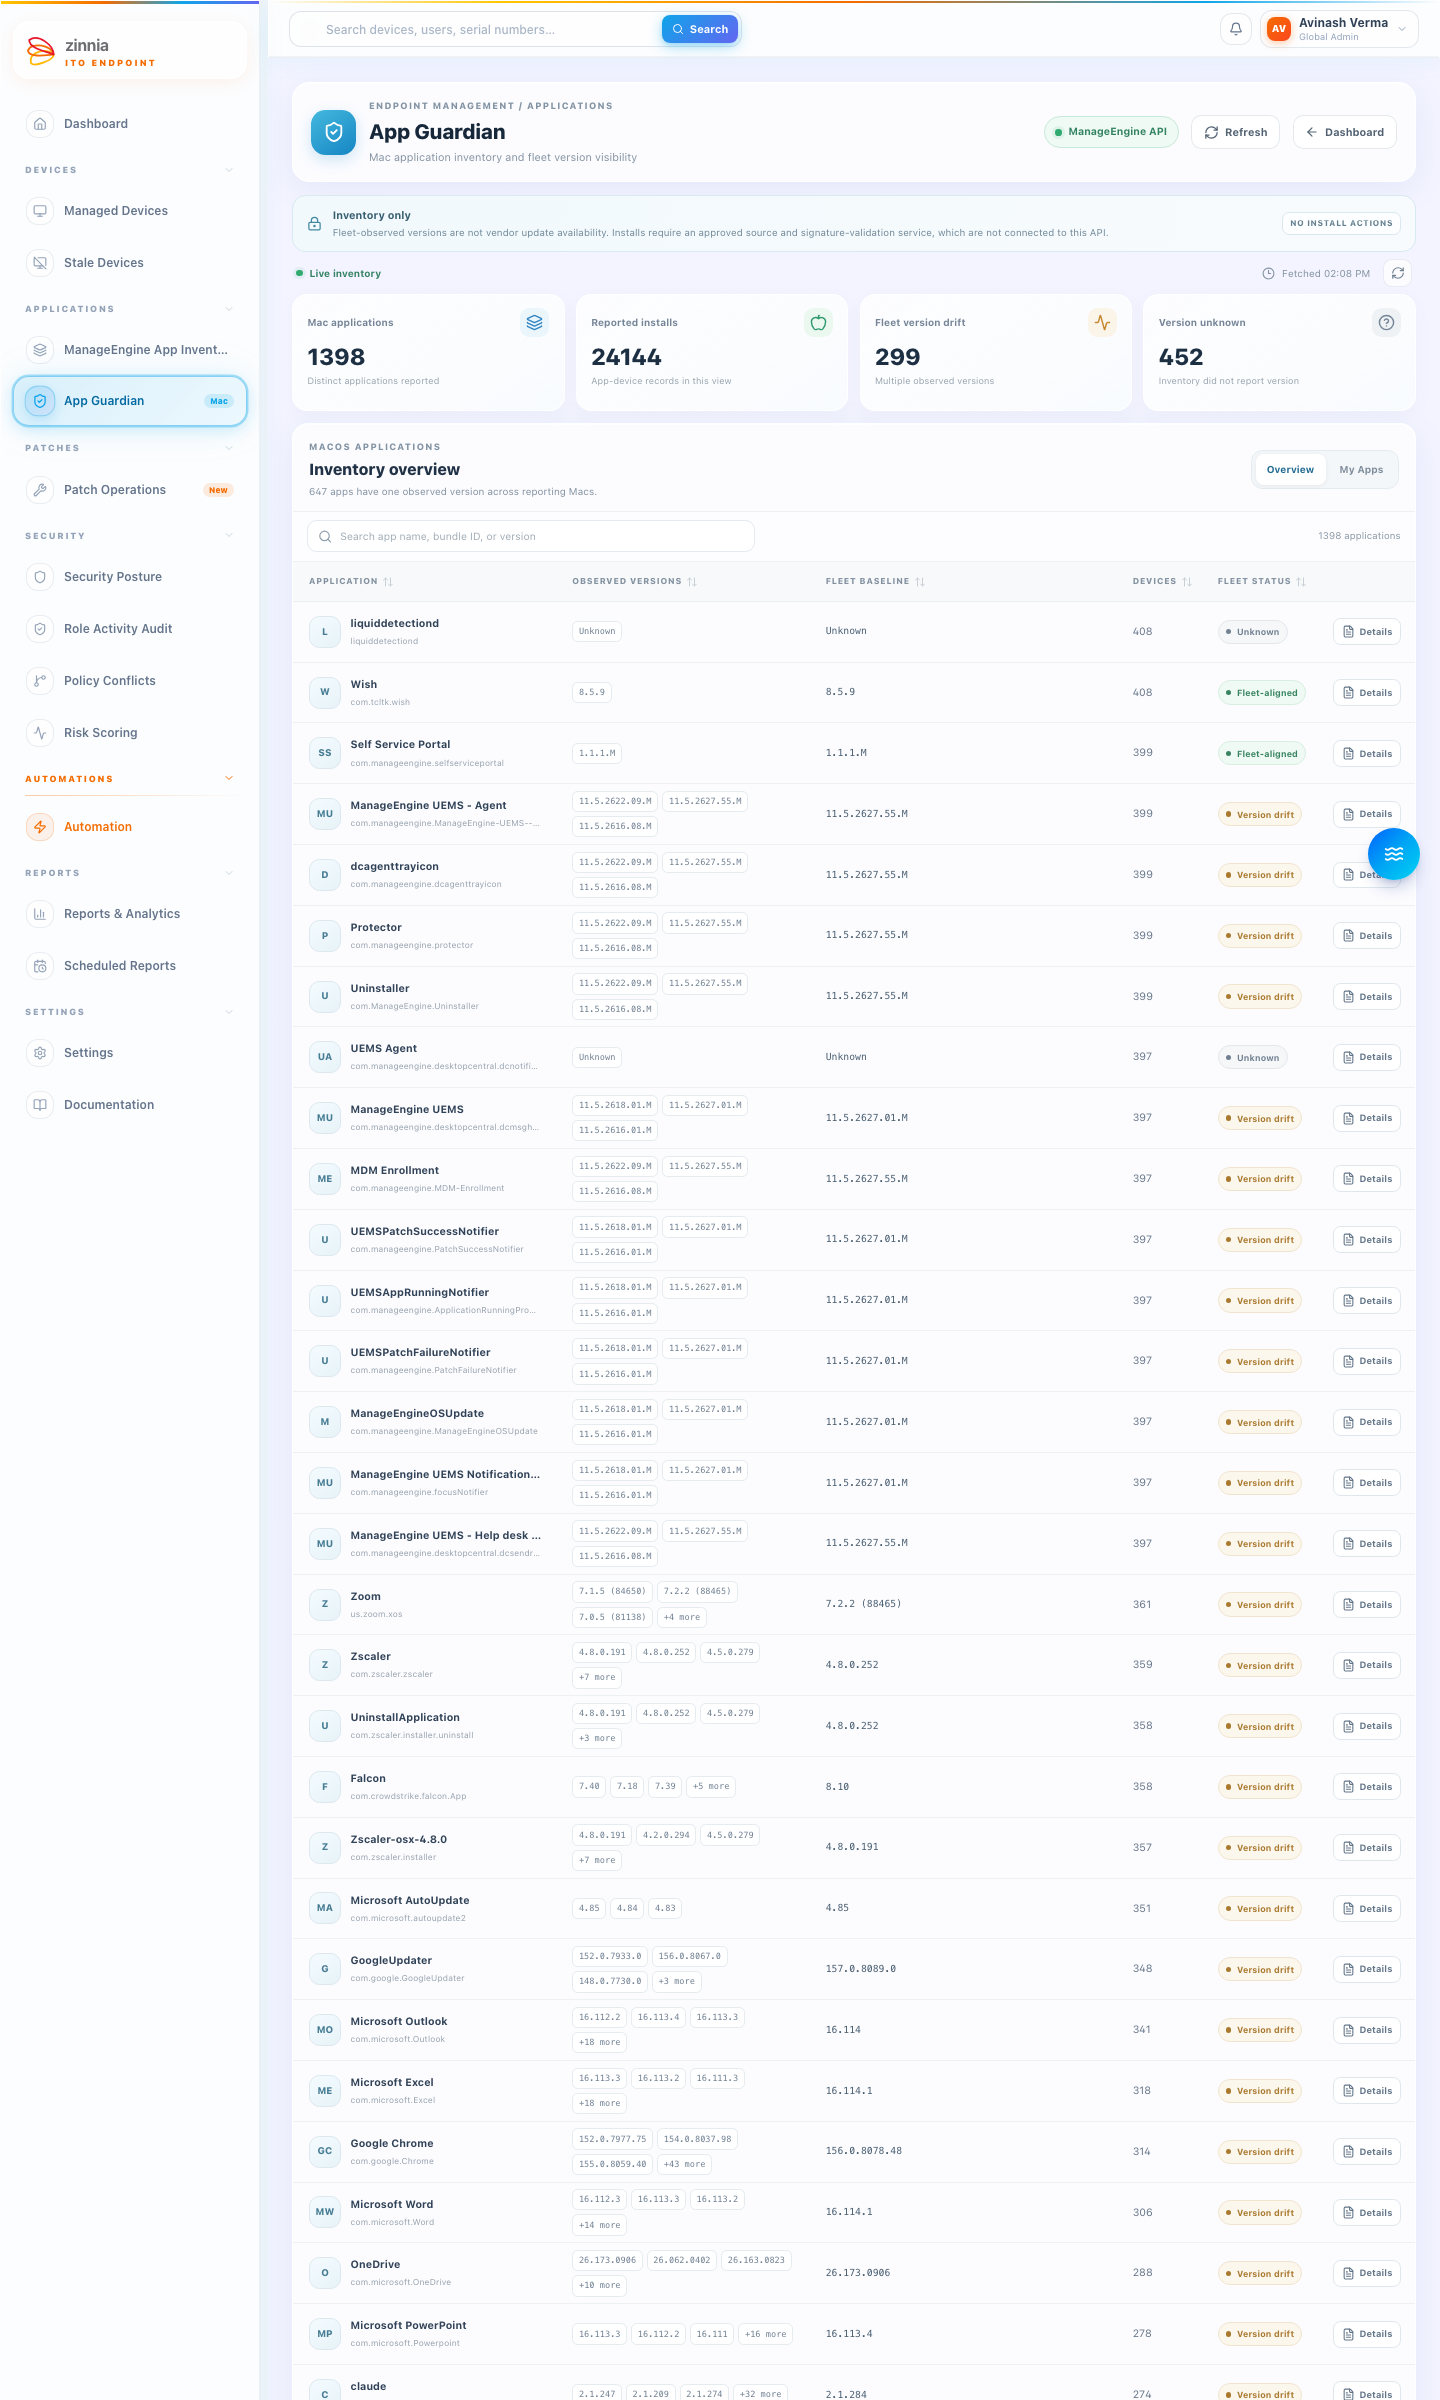 zinnia
ITO ENDPOINT
Search devices, users, serial numbers...
Search
AV
Avinash Verma
Global Admin
Dashboard
DEVICES
Managed Devices
Stale Devices
APPLICATIONS
ManageEngine App Invent...
App Guardian
Mac
PATCHES
Patch Operations
New
SECURITY
Security Posture
Role Activity Audit
Policy Conflicts
Risk Scoring
AUTOMATIONS
Automation
REPORTS
Reports & Analytics
Scheduled Reports
SETTINGS
Settings
Documentation
ENDPOINT MANAGEMENT / APPLICATIONS
App Guardian
Mac application inventory and fleet version visibility
ManageEngine API
Refresh
Dashboard
Inventory only
Fleet-observed versions are not vendor update availability. Installs require an approved source and signature-validation service, which are not connected to this API.
NO INSTALL ACTIONS
Live inventory
Fetched 02:08 PM
Mac applications
1398
Distinct applications reported
Reported installs
24144
App-device records in this view
Fleet version drift
299
Multiple observed versions
Version unknown
452
Inventory did not report version
MACOS APPLICATIONS
Inventory overview
647 apps have one observed version across reporting Macs.
Overview
My Apps
Search app name, bundle ID, or version
1398 applications
APPLICATION OBSERVED VERSIONS FLEET BASELINE DEVICES FLEET STATUS
L liquiddetectiond Unknown Unknown 408 Unknown Details
liquiddetectiond
W Wish 8.5.9 8.5.9 408 Fleet-aligned Details
com.tcltk.wish
SS Self Service Portal 1.1.1.M 1.1.1.M 399 Fleet-aligned Details
com.manageengine.selfserviceportal
MU ManageEngine UEMS - Agent 11.5.2622.09.M 11.5.2627.55.M 11.5.2627.55.M 399 Version drift Details
com.manageengine.ManageEngine-UEMS--... 11.5.2616.08.M
D dcagenttrayicon 11.5.2622.09.M 11.5.2627.55.M 11.5.2627.55.M 399 Version drift Deta
com.manageengine.dcagenttrayicon 11.5.2616.08.M
P Protector 11.5.2622.09.M 11.5.2627.55.M 11.5.2627.55.M 399 Version drift Details
com.manageengine.protector 11.5.2616.08.M
U Uninstaller 11.5.2622.09.M 11.5.2627.55.M 11.5.2627.55.M 399 Version drift Details
com.ManageEngine.Uninstaller 11.5.2616.08.M
UA UEMS Agent Unknown Unknown 397 Unknown Details
com.manageengine.desktopcentral.dcnotifi...
MU ManageEngine UEMS 11.5.2618.01.M 11.5.2627.01.M 11.5.2627.01.M 397 Version drift Details
com.manageengine.desktopcentral.dcmsgh... 11.5.2616.01.M
ME MDM Enrollment 11.5.2622.09.M 11.5.2627.55.M 11.5.2627.55.M 397 Version drift Details
com.manageengine.MDM-Enrollment 11.5.2616.08.M
U UEMSPatchSuccessNotifier 11.5.2618.01.M 11.5.2627.01.M 11.5.2627.01.M 397 Version drift Details
com.manageengine.PatchSuccessNotifier 11.5.2616.01.M
U UEMSAppRunningNotifier 11.5.2618.01.M 11.5.2627.01.M 11.5.2627.01.M 397 Version drift Details
com.manageengine.ApplicationRunningPro... 11.5.2616.01.M
U UEMSPatchFailureNotifier 11.5.2618.01.M 11.5.2627.01.M 11.5.2627.01.M 397 Version drift Details
com.manageengine.PatchFailureNotifier 11.5.2616.01.M
M ManageEngineOSUpdate 11.5.2618.01.M 11.5.2627.01.M 11.5.2627.01.M 397 Version drift Details
com.manageengine.ManageEngineOSUpdate 11.5.2616.01.M
MU ManageEngine UEMS Notification... 11.5.2618.01.M 11.5.2627.01.M 11.5.2627.01.M 397 Version drift Details
com.manageengine.focusNotifier 11.5.2616.01.M
MU ManageEngine UEMS - Help desk ... 11.5.2622.09.M 11.5.2627.55.M 11.5.2627.55.M 397 Version drift Details
com.manageengine.desktopcentral.dcsendr... 11.5.2616.08.M
Z Zoom 7.1.5 (84650) 7.2.2 (88465) 7.2.2 (88465) 361 Version drift Details
us.zoom.xos 7.0.5 (81138) +4 more
Z Zscaler 4.8.0.191 4.8.0.252 4.5.0.279 4.8.0.252 359 Version drift Details
com.zscaler.zscaler +7 more
U UninstallApplication 4.8.0.191 4.8.0.252 4.5.0.279 4.8.0.252 358 Version drift Details
com.zscaler.installer.uninstall +3 more
F Falcon 7.40 7.18 7.39 +5 more 8.10 358 Version drift Details
com.crowdstrike.falcon.App
Z Zscaler-osx-4.8.0 4.8.0.191 4.2.0.294 4.5.0.279 4.8.0.191 357 Version drift Details
com.zscaler.installer +7 more
MA Microsoft AutoUpdate 4.85 4.84 4.83 4.85 351 Version drift Details
com.microsoft.autoupdate2
G GoogleUpdater 152.0.7933.0 156.0.8067.0 157.0.8089.0 348 Version drift Details
com.google.GoogleUpdater 148.0.7730.0 +3 more
MO Microsoft Outlook 16.112.2 16.113.4 16.113.3 16.114 341 Version drift Details
com.microsoft.Outlook +18 more
ME Microsoft Excel 16.113.3 16.113.2 16.111.3 16.114.1 318 Version drift Details
com.microsoft.Excel +18 more
GC Google Chrome 152.0.7977.75 154.0.8037.98 156.0.8078.48 314 Version drift Details
com.google.Chrome 155.0.8059.40 +43 more
MW Microsoft Word 16.112.3 16.113.3 16.113.2 16.114.1 306 Version drift Details
com.microsoft.Word +14 more
O OneDrive 26.173.0906 26.062.0402 26.163.0823 26.173.0906 288 Version drift Details
com.microsoft.OneDrive +10 more
MP Microsoft PowerPoint 16.113.3 16.112.2 16.111 +16 more 16.113.4 278 Version drift Details
com.microsoft.Powerpoint
C claude 2.1.247 2.1.209 2.1.274 +32 more 2.1.284 274 Version drift Details